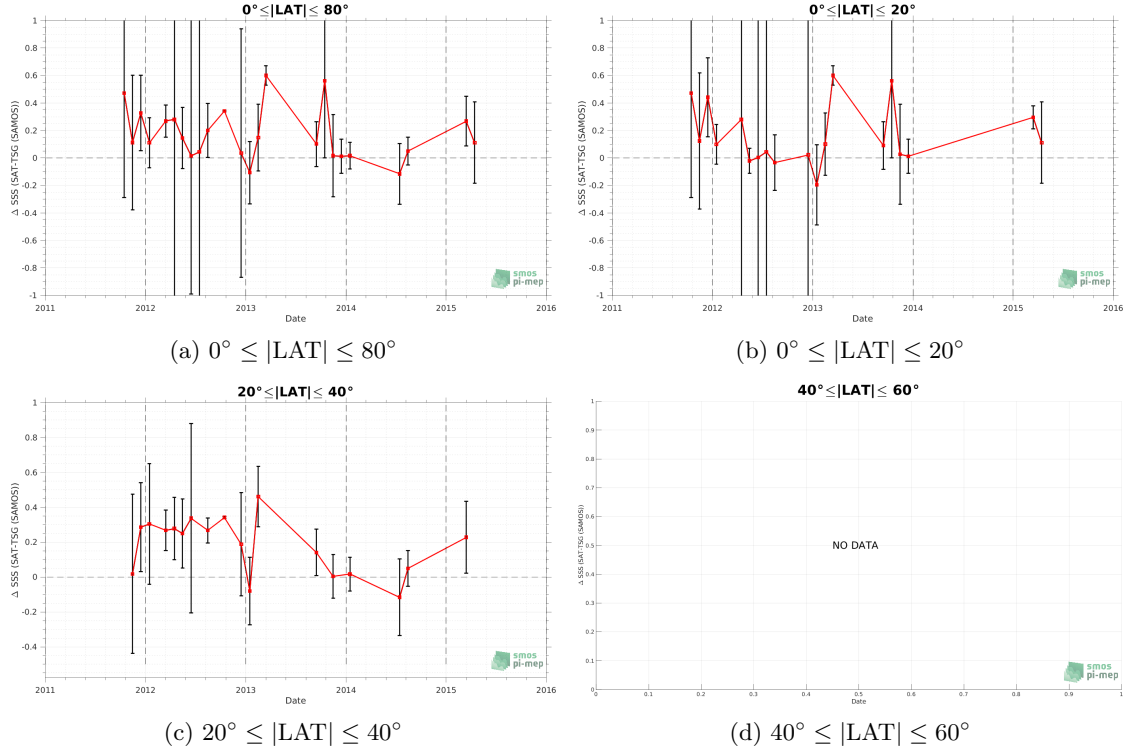 0°≤|LAT|≤ 80°
Δ SSS (SAT-TSG (SAMOS))
1
0.8
0.6
0.4
0.2
0
-0.2
-0.4
-0.6
-0.8
-1
2011 2012 2013 2014 2015 2016
Date
smos
pi-mep
(a) 0° ≤ |LAT| ≤ 80°
0°≤|LAT|≤ 20°
Δ SSS (SAT-TSG (SAMOS))
1
0.8
0.6
0.4
0.2
0
-0.2
-0.4
-0.6
-0.8
-1
2011 2012 2013 2014 2015 2016
Date
smos
pi-mep
(b) 0° ≤ |LAT| ≤ 20°
20°≤|LAT|≤ 40°
Δ SSS (SAT-TSG (SAMOS))
1
0.8
0.6
0.4
0.2
0
-0.2
-0.4
2011 2012 2013 2014 2015 2016
Date
smos
pi-mep
(c) 20° ≤ |LAT| ≤ 40°
40°≤|LAT|≤ 60°
Δ SSS (SAT-TSG (SAMOS))
1
0.9
0.8
0.7
0.6
0.5
0.4
0.3
0.2
0.1
0
NO DATA
0 0.1 0.2 0.3 0.4 0.5 0.6 0.7 0.8 0.9 1
Date
smos
pi-mep
(d) 40° ≤ |LAT| ≤ 60°